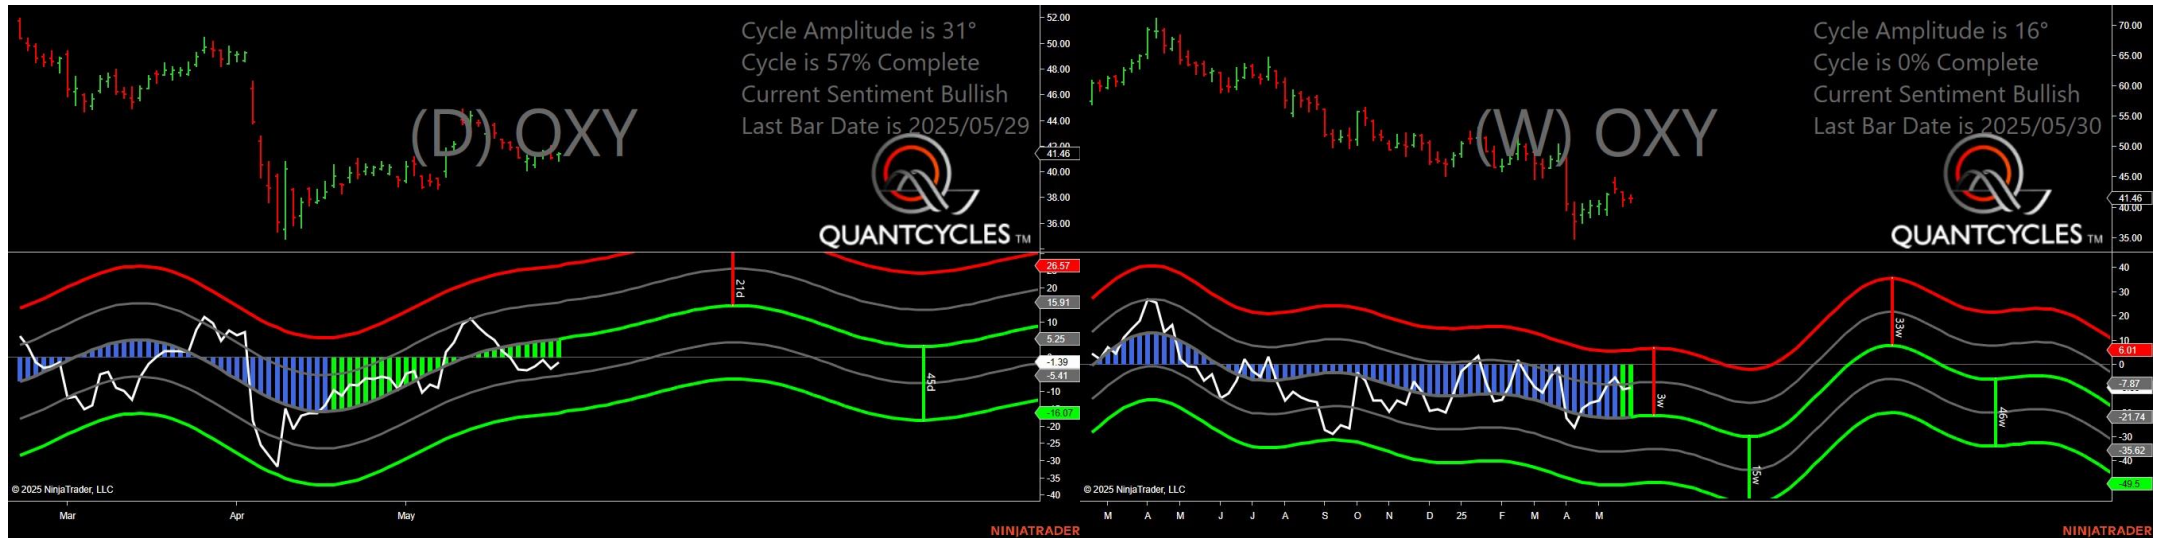 Cycle Amplitude is 31°
Cycle is 57% Complete
Current Sentiment Bullish
Last Bar Date is 2025/05/29
(D) OXY
QUANTCYCLES TM
52.00
50.00
48.00
46.00
44.00
42.00
41.46
40.00
38.00
36.00
26.57
20
15.91
10
5.25
-1.39
-5.41
-10
-16.07
-20
-25
-30
-35
-40
21d
45d
© 2025 NinjaTrader, LLC
Mar Apr May
NINJATRADER
Cycle Amplitude is 16°
Cycle is 0% Complete
Current Sentiment Bullish
Last Bar Date is 2025/05/30
(W) OXY
QUANTCYCLES TM
70.00
65.00
60.00
55.00
50.00
45.00
41.46
40.00
35.00
40
30
20
10
6.01
0
-7.87
-21.74
-30
-35.62
-40
-49.5
3w
15w
33w
46w
© 2025 NinjaTrader, LLC
M A M J J A S O N D 25 F M A M
NINJATRADER